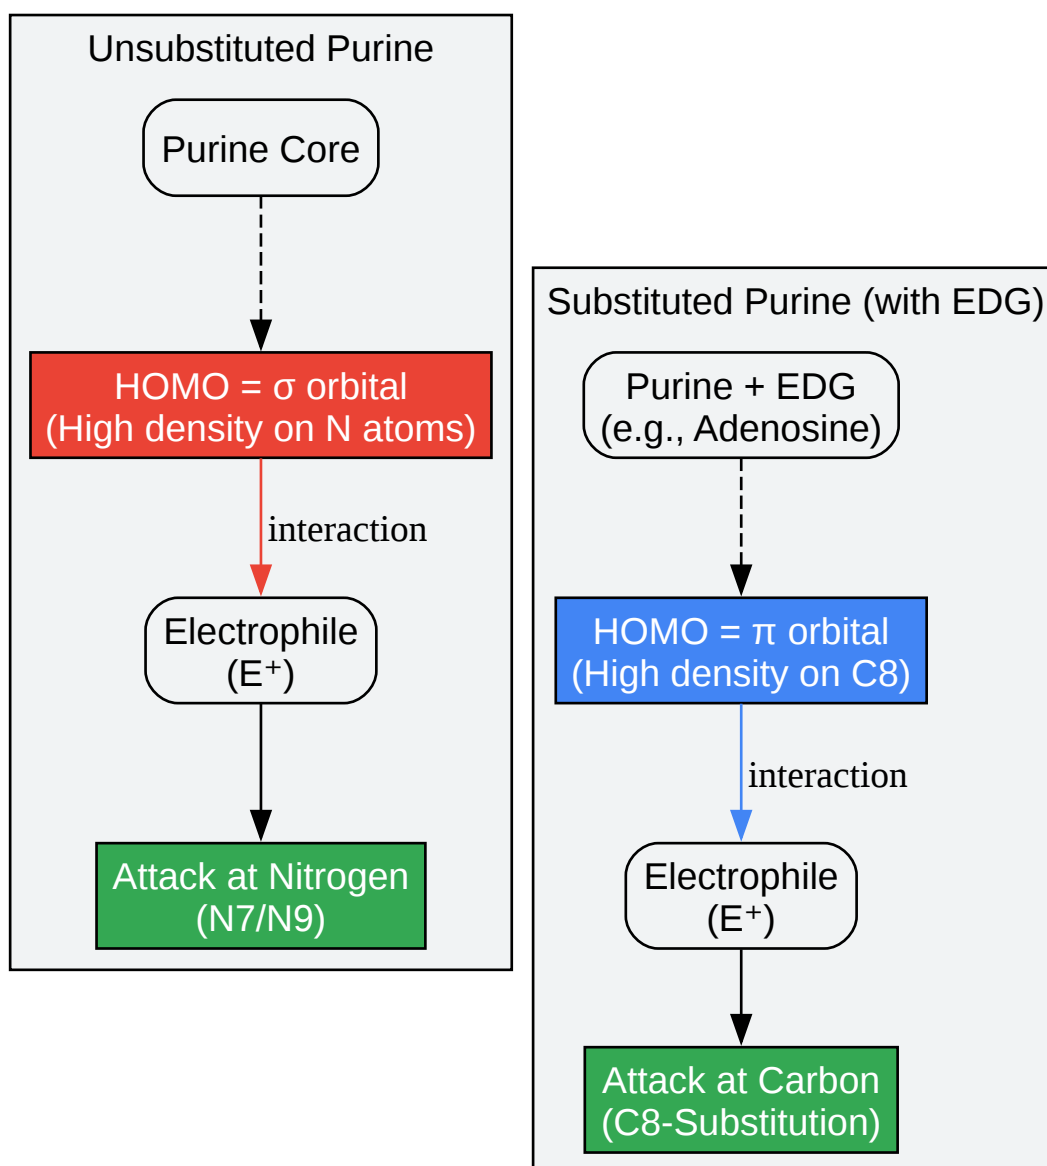 Unsubstituted Purine
Purine Core
HOMO = σ orbital
(High density on N atoms)
interaction
Electrophile
(E⁺)
Attack at Nitrogen
(N7/N9)
Substituted Purine (with EDG)
Purine + EDG
(e.g., Adenosine)
HOMO = π orbital
(High density on C8)
interaction
Electrophile
(E⁺)
Attack at Carbon
(C8-Substitution)